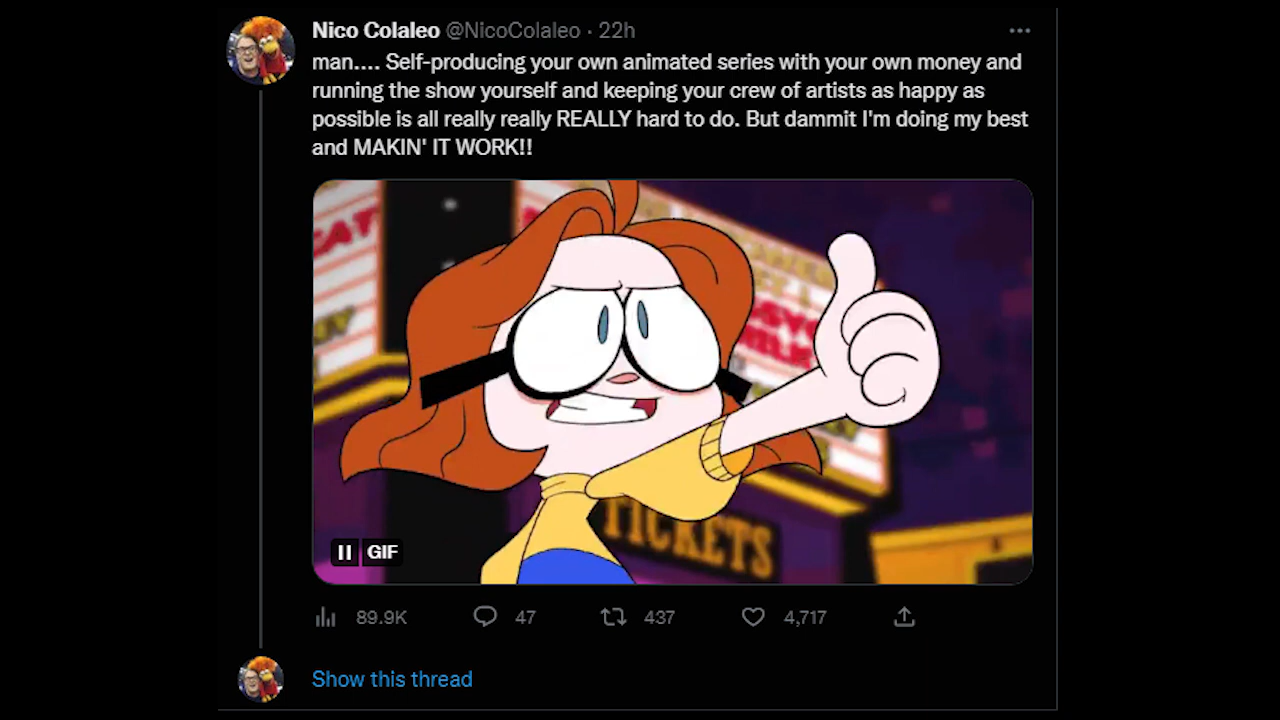 Nico Colaleo @NicoColaleo · 22h
man.... Self-producing your own animated series with your own money and
running the show yourself and keeping your crew of artists as happy as
possible is all really really REALLY hard to do. But dammit I'm doing my best
and MAKIN' IT WORK!!
TICKETS
GIF
89.9K 47 437 4,717
Show this thread